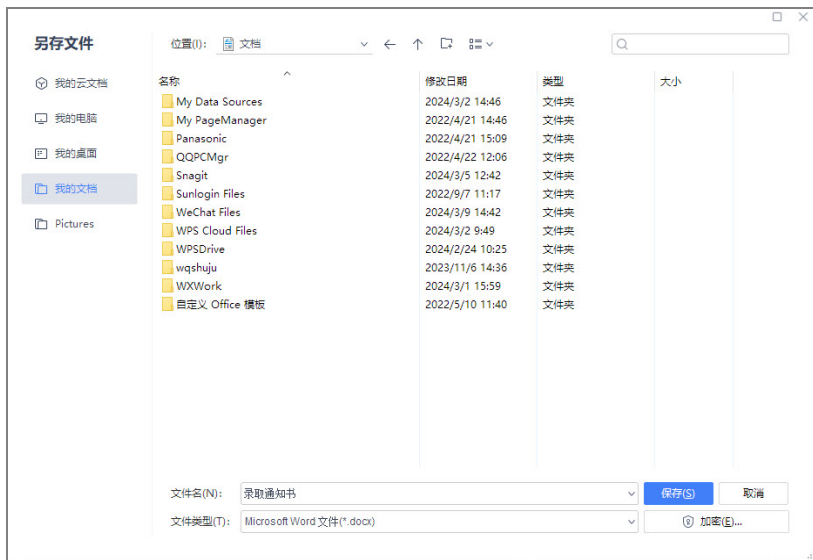 另存文件
位置(I): 文档
我的云文档
我的电脑
我的桌面
我的文档
Pictures
名称 修改日期 类型 大小
My Data Sources 2024/3/2 14:46 文件夹
My PageManager 2022/4/21 14:46 文件夹
Panasonic 2022/4/21 15:09 文件夹
QQPCMgr 2022/4/22 12:06 文件夹
Snagit 2024/3/5 12:42 文件夹
Sunlogin Files 2022/9/7 11:17 文件夹
WeChat Files 2024/3/9 14:42 文件夹
WPS Cloud Files 2024/3/2 9:49 文件夹
WPSDrive 2024/2/24 10:25 文件夹
wqshuju 2023/11/6 14:36 文件夹
WXWork 2024/3/1 15:59 文件夹
自定义 Office 模板 2022/5/10 11:40 文件夹
文件名(N): 录取通知书 保存(S) 取消
文件类型(T): Microsoft Word 文件(*.docx) 加密(E)...